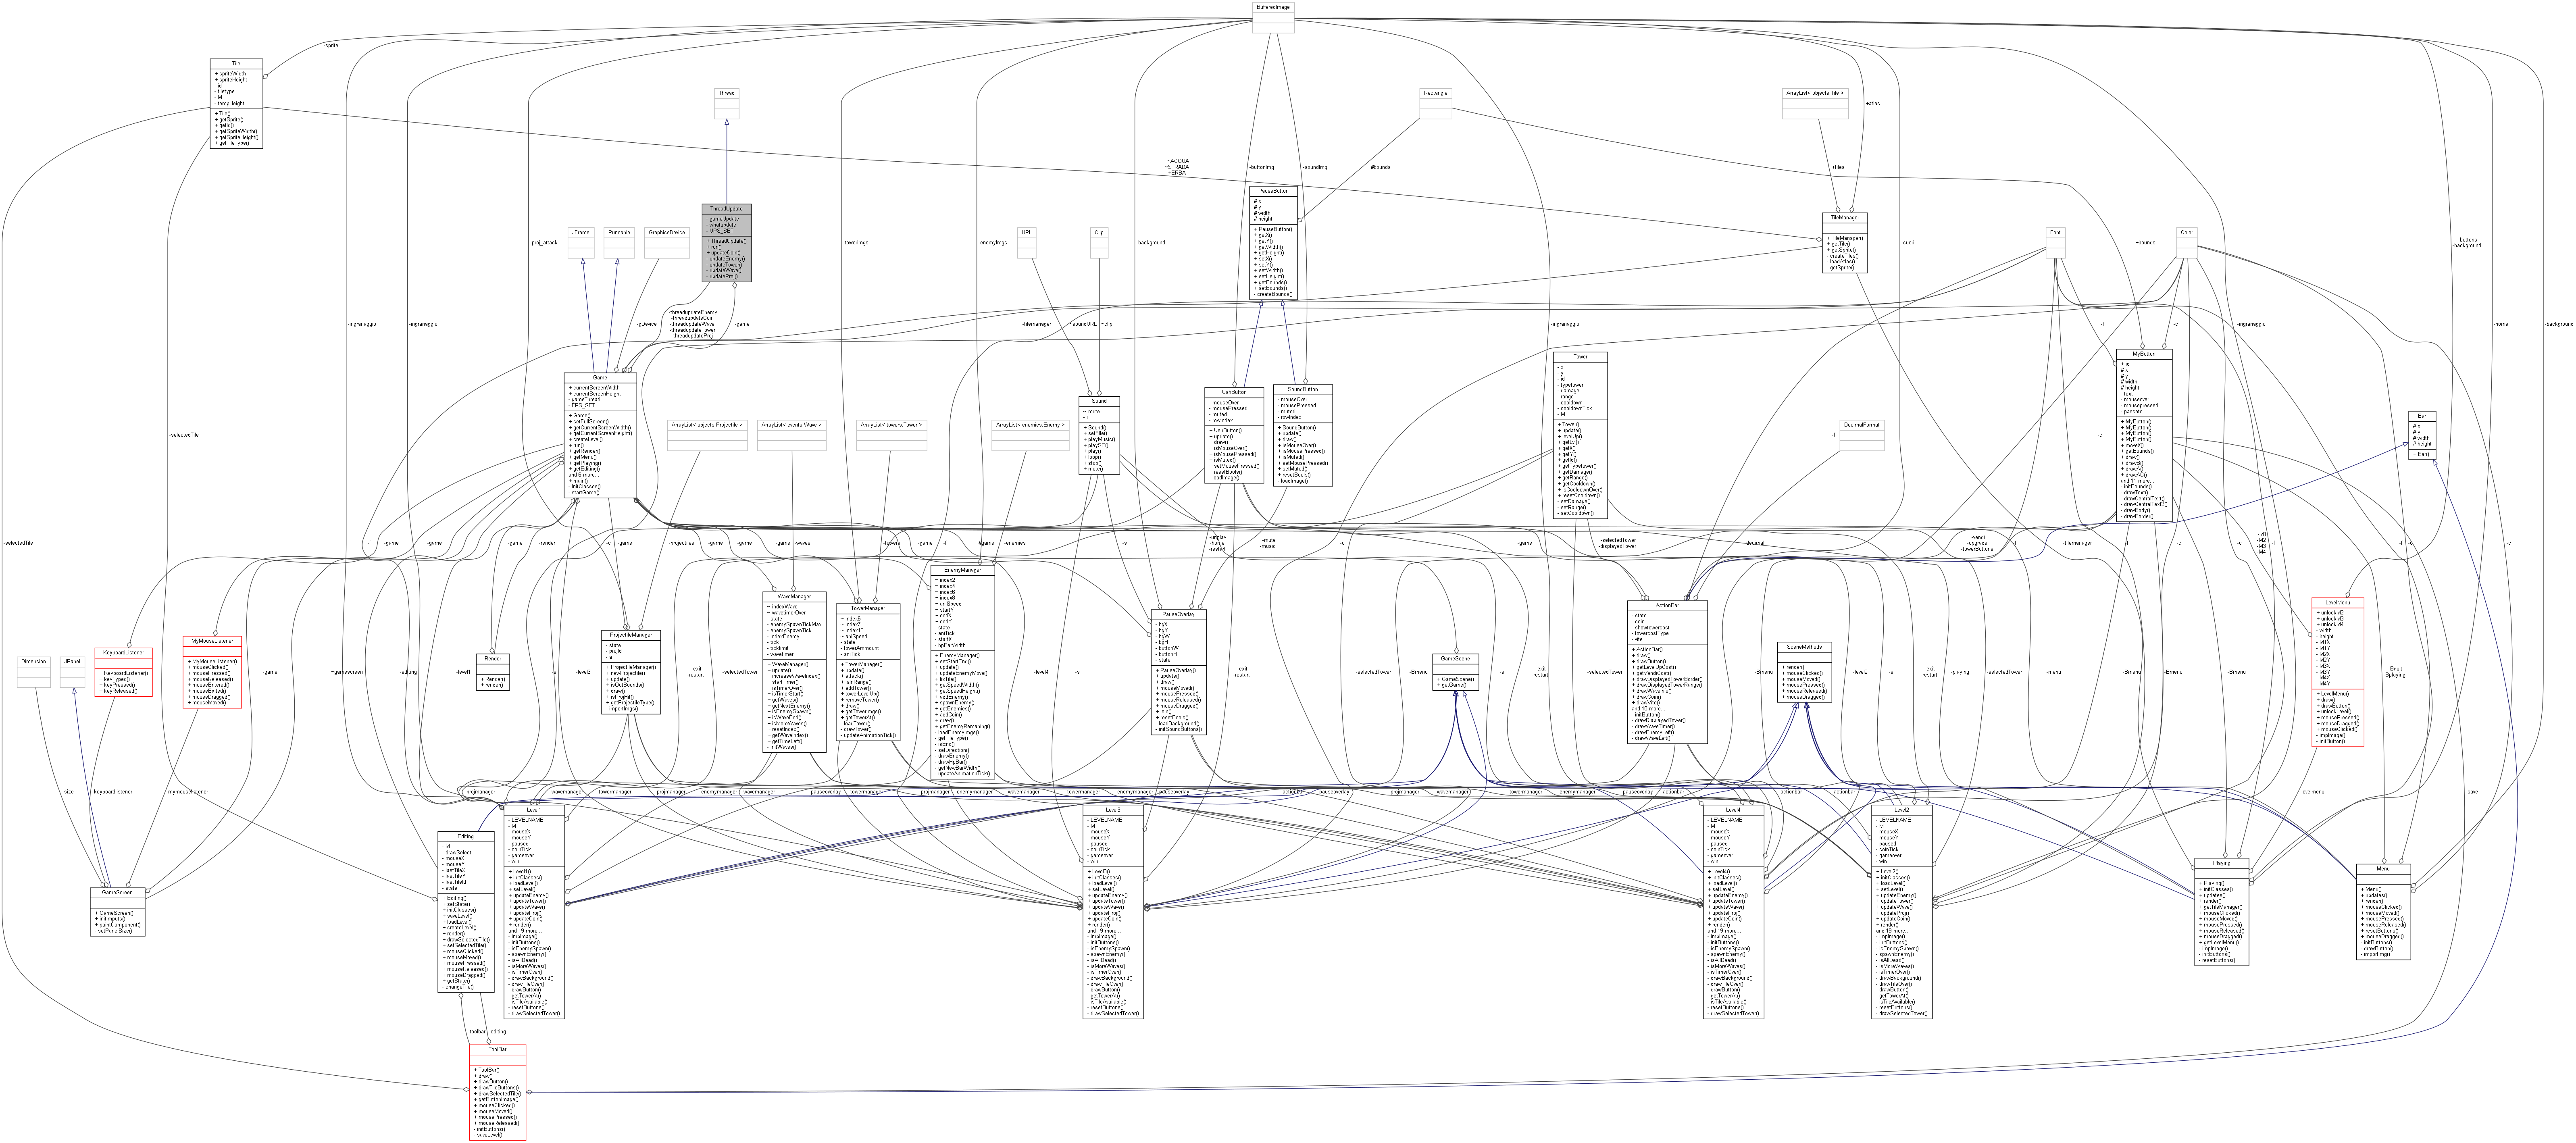 BufferedImage
Tile
+ spriteWidth
+ spriteHeight
- id
- tiletype
- lvl
- tempHeight
+ Tile()
+ getSprite()
+ getId()
+ getSpriteWidth()
+ getSpriteHeight()
+ getTileType()
-sprite
Thread
Rectangle
ArrayList< objects.Tile >
+atlas
~ACQUA
~STRADA
+ERBA
#bounds
+tiles
-buttonImg
-soundImg
PauseButton
# x
# y
# width
# height
+ PauseButton()
+ getX()
+ getY()
+ getWidth()
+ getHeight()
+ setX()
+ setY()
+ setWidth()
+ setHeight()
+ getBounds()
+ setBounds()
- createBounds()
ThreadUpdate
- gameUpdate
- whatupdate
- UPS_SET
+ ThreadUpdate()
+ run()
+ updateCoin()
- updateEnemy()
- updateTower()
- updateWave()
- updateProj()
TileManager
+ TileManager()
+ getTile()
+ getSprite()
- createTiles()
- loadAtlas()
- getSprite()
JFrame
Runnable
GraphicsDevice
URL
Clip
Font
Color
-proj_attack
-towerImgs
-enemyImgs
-background
-cuori
+bounds
-buttons
-background
-ingranaggio
-ingranaggio
-gDevice
-threadupdateEnemy
-threadupdateCoin
-threadupdateWave
-threadupdateTower
-threadupdateProj
-game
-tilemanager
~soundURL
~clip
-ingranaggio
-f
-c
-ingranaggio
-home
-background
Game
+ currentScreenWidth
+ currentScreenHeight
- gameThread
- FPS_SET
+ Game()
+ setFullScreen()
+ getCurrentScreenWidth()
+ getCurrentScreenHeight()
+ createLevel()
+ run()
+ getRender()
+ getMenu()
+ getPlaying()
+ getEditing()
and 6 more...
+ main()
- InitClasses()
- startGame()
Sound
~ mute
- i
+ Sound()
+ setFile()
+ playMusic()
+ playSE()
+ play()
+ loop()
+ stop()
+ mute()
UshButton
- mouseOver
- mousePressed
- muted
- rowIndex
+ UshButton()
+ update()
+ draw()
+ isMouseOver()
+ isMousePressed()
+ isMuted()
+ setMousePressed()
+ resetBools()
- loadImage()
SoundButton
- mouseOver
- mousePressed
- muted
- rowIndex
+ SoundButton()
+ update()
+ draw()
+ isMouseOver()
+ isMousePressed()
+ isMuted()
+ setMousePressed()
+ setMuted()
+ resetBools()
- loadImage()
Tower
- x
- y
- id
- typetower
- damage
- range
- cooldown
- cooldownTick
- lvl
+ Tower()
+ update()
+ levelUp()
+ getLvl()
+ getX()
+ getY()
+ getId()
+ getTypetower()
+ getDamage()
+ getRange()
+ getCooldown()
+ isCooldownOver()
+ resetCooldown()
- setDamage()
- setRange()
- setCooldown()
MyButton
+ id
# x
# y
# width
# height
- text
- mouseover
- mousepressed
- passato
+ MyButton()
+ MyButton()
+ MyButton()
+ MyButton()
+ moveX()
+ getBounds()
+ draw()
+ drawB()
+ drawA()
+ drawAC()
and 11 more...
- initBounds()
- drawText()
- drawCentralText()
- drawCentralText2()
- drawBody()
- drawBorder()
Bar
# x
# y
# width
# height
+ Bar()
ArrayList< objects.Projectile >
ArrayList< events.Wave >
ArrayList< towers.Tower >
ArrayList< enemies.Enemy >
DecimalFormat
-selectedTile
-selectedTile
-f
-game
-game
-game
-render
-c
-game
-projectiles
-game
-game
-waves
-game
-towers
-game
-f
-enemies
-s
-unplay
-home
-restart
-mute
-music
-c
-game
-selectedTower
-displayedTower
-decimal
-vendi
-upgrade
-towerButtons
-f
-tilemanager
-f
-c
-c
-f
-lvl1
-lvl2
-lvl3
-lvl4
-f
-c
-c
KeyboardListener
+ KeyboardListener()
+ keyTyped()
+ keyPressed()
+ keyReleased()
MyMouseListener
+ MyMouseListener()
+ mouseClicked()
+ mousePressed()
+ mouseReleased()
+ mouseEntered()
+ mouseExited()
+ mouseDragged()
+ mouseMoved()
Render
+ Render()
+ render()
ProjectileManager
- state
- projId
- a
+ ProjectileManager()
+ newProjectile()
+ update()
- isOutBounds()
+ draw()
- isProjHit()
+ getProjectileType()
- importImgs()
WaveManager
~ indexWave
~ wavetimerOver
- state
- enemySpawnTickMax
- enemySpawnTick
- indexEnemy
- tick
- ticklimit
- wavetimer
+ WaveManager()
+ update()
+ increaseWaveIndex()
+ startTimer()
+ isTimerOver()
+ isTimerStart()
+ getWaves()
+ getNextEnemy()
+ isEnemySpawn()
+ isWaveEnd()
+ isMoreWaves()
+ resetIndex()
+ getWaveIndex()
+ getTimeLeft()
- initWaves()
TowerManager
~ index6
~ index7
~ index10
~ aniSpeed
- state
- towerAmmount
- aniTick
+ TowerManager()
+ update()
- attack()
- isInRange()
+ addTower()
+ towerLevelUp()
+ removeTower()
+ draw()
+ getTowerImgs()
+ getTowerAt()
- loadTower()
- drawTower()
- updateAnimationTick()
EnemyManager
~ index2
~ index4
~ index6
~ index8
~ aniSpeed
~ startY
~ endX
~ endY
- state
- aniTick
- startX
- hpBarWidth
+ EnemyManager()
+ setStartEnd()
+ update()
+ updateEnemyMove()
+ fixTile()
+ getSpeedWidth()
+ getSpeedHeight()
+ addEnemy()
+ spawnEnemy()
+ getEnemies()
+ addCoin()
+ draw()
+ getEnemyRemaning()
- loadEnemyImgs()
- getTileType()
- isEnd()
- setDirection()
- drawEnemy()
- drawHpBar()
- getNewBarWidth()
- updateAnimationTick()
PauseOverlay
- bgX
- bgY
- bgW
- bgH
- buttonW
- buttonH
- state
+ PauseOverlay()
+ update()
+ draw()
+ mouseMoved()
+ mousePressed()
+ mouseReleased()
+ mouseDragged()
- isIn()
+ resetBools()
- loadBackground()
- initSoundButtons()
GameScene
+ GameScene()
+ getGame()
ActionBar
- state
- coin
- showtowercost
- towercostType
- vite
+ ActionBar()
+ draw()
- drawButton()
+ getLevelUpCost()
+ getVendiCost()
+ drawDisplayedTowerBorder()
+ drawDisplayedTowerRange()
+ drawWaveInfo()
+ drawCoin()
+ drawVite()
and 10 more...
- initButton()
- drawDiaplayedTower()
- drawWaveTimer()
- drawEnemyLeft()
- drawWaveLeft()
SceneMethods
+ render()
+ mouseClicked()
+ mouseMoved()
+ mousePressed()
+ mouseReleased()
+ mouseDragged()
LevelMenu
+ unlocklvl2
+ unlocklvl3
+ unlocklvl4
- width
- height
- lvl1X
- lvl1Y
- lvl2X
- lvl2Y
- lvl3X
- lvl3Y
- lvl4X
- lvl4Y
+ LevelMenu()
+ draw()
+ drawButton()
+ unlockLevel()
+ mousePressed()
+ mouseDragged()
+ mouseClicked()
- impImage()
- initButton()
Dimension
JPanel
-game
~gamescreen
-editing
-level1
-s
-level3
-exit
-restart
-selectedTower
-level4
-s
-exit
-restart
-selectedTower
-Bmenu
-s
-exit
-restart
-selectedTower
-Bmenu
-level2
-s
-exit
-restart
-playing
-selectedTower
-menu
-Bmenu
-Bmenu
-Bquit
-Bplaying
-size
-keyboardlistener
-mymouselistener
-projmanager
-wavemanager
-towermanager
-projmanager
-enemymanager
-wavemanager
-pauseoverlay
-towermanager
-projmanager
-enemymanager
-wavemanager
-towermanager
-enemymanager
-pauseoverlay
-actionbar
-pauseoverlay
-projmanager
-wavemanager
-actionbar
-towermanager
-enemymanager
-pauseoverlay
-actionbar
-actionbar
-levelmenu
-save
GameScreen
+ GameScreen()
+ initInputs()
+ paintComponent()
- setPanelSize()
Editing
- lvl
- drawSelect
- mouseX
- mouseY
- lastTileX
- lastTileY
- lastTileId
- state
+ Editing()
+ setState()
+ initClasses()
+ saveLevel()
+ loadLevel()
+ createLevel()
+ render()
+ drawSelectedTile()
+ setSelectedTile()
+ mouseClicked()
+ mouseMoved()
+ mousePressed()
+ mouseReleased()
+ mouseDragged()
+ getState()
- changeTile()
Level1
- LEVELNAME
- lvl
- mouseX
- mouseY
- paused
- coinTick
- gameover
- win
+ Level1()
+ initClasses()
+ loadLevel()
+ setLevel()
+ updateEnemy()
+ updateTower()
+ updateWave()
+ updateProj()
+ updateCoin()
+ render()
and 19 more...
- impImage()
- initButtons()
- isEnemySpawn()
- spawnEnemy()
- isAllDead()
- isMoreWaves()
- isTimerOver()
- drawBackground()
- drawTileOver()
- drawButton()
- getTowerAt()
- isTileAvailable()
- resetButtons()
- drawSelectedTower()
Level3
- LEVELNAME
- lvl
- mouseX
- mouseY
- paused
- coinTick
- gameover
- win
+ Level3()
+ initClasses()
+ loadLevel()
+ setLevel()
+ updateEnemy()
+ updateTower()
+ updateWave()
+ updateProj()
+ updateCoin()
+ render()
and 19 more...
- impImage()
- initButtons()
- isEnemySpawn()
- spawnEnemy()
- isAllDead()
- isMoreWaves()
- isTimerOver()
- drawBackground()
- drawTileOver()
- drawButton()
- getTowerAt()
- isTileAvailable()
- resetButtons()
- drawSelectedTower()
Level4
- LEVELNAME
- lvl
- mouseX
- mouseY
- paused
- coinTick
- gameover
- win
+ Level4()
+ initClasses()
+ loadLevel()
+ setLevel()
+ updateEnemy()
+ updateTower()
+ updateWave()
+ updateProj()
+ updateCoin()
+ render()
and 19 more...
- impImage()
- initButtons()
- isEnemySpawn()
- spawnEnemy()
- isAllDead()
- isMoreWaves()
- isTimerOver()
- drawBackground()
- drawTileOver()
- drawButton()
- getTowerAt()
- isTileAvailable()
- resetButtons()
- drawSelectedTower()
Level2
- LEVELNAME
- lvl
- mouseX
- mouseY
- paused
- coinTick
- gameover
- win
+ Level2()
+ initClasses()
+ loadLevel()
+ setLevel()
+ updateEnemy()
+ updateTower()
+ updateWave()
+ updateProj()
+ updateCoin()
+ render()
and 19 more...
- impImage()
- initButtons()
- isEnemySpawn()
- spawnEnemy()
- isAllDead()
- isMoreWaves()
- isTimerOver()
- drawBackground()
- drawTileOver()
- drawButton()
- getTowerAt()
- isTileAvailable()
- resetButtons()
- drawSelectedTower()
Playing
+ Playing()
+ initClasses()
+ update()
+ render()
+ getTileManager()
+ mouseClicked()
+ mouseMoved()
+ mousePressed()
+ mouseReleased()
+ mouseDragged()
+ getLevelMenu()
- impImage()
- initButtons()
- resetButtons()
Menu
+ Menu()
+ update()
+ render()
+ mouseClicked()
+ mouseMoved()
+ mousePressed()
+ mouseReleased()
+ resetButtons()
+ mouseDragged()
- initButtons()
- drawButton()
- importImg()
-toolbar
-editing
ToolBar
+ ToolBar()
+ draw()
+ drawButton()
+ drawTileButtons()
+ drawSelectedTile()
+ getButtonImage()
+ mouseClicked()
+ mouseMoved()
+ mousePressed()
+ mouseReleased()
- initButtons()
- saveLevel()